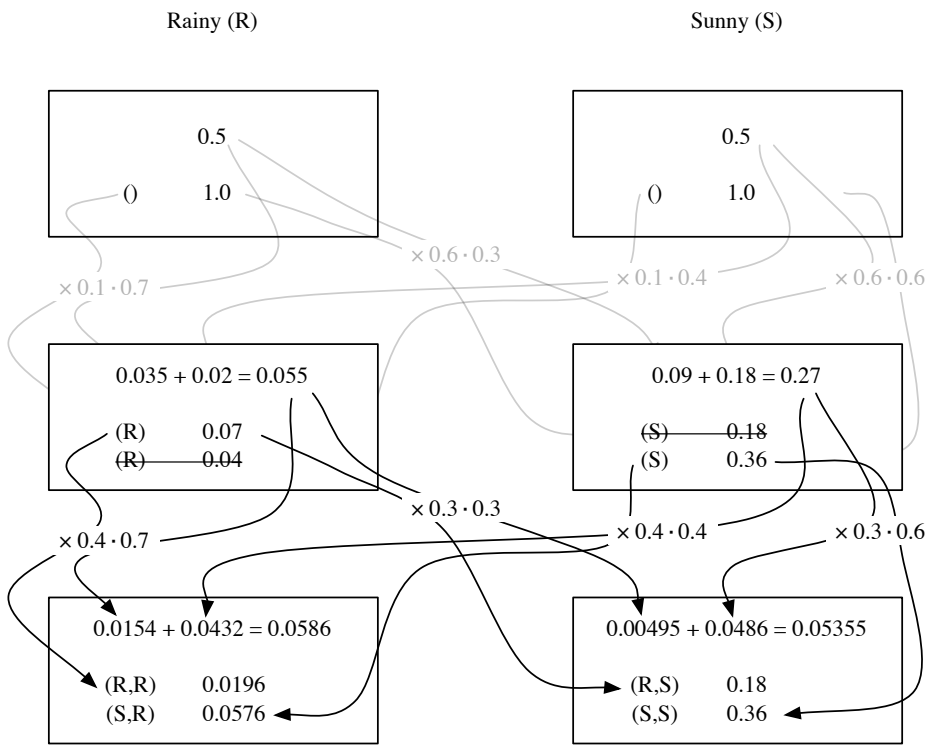 Rainy (R)
Sunny (S)
0.5
0.5
() 1.0
() 1.0
× 0.6 · 0.3
× 0.1 · 0.7
× 0.1 · 0.4
× 0.6 · 0.6
0.035 + 0.02 = 0.055
0.09 + 0.18 = 0.27
(R) 0.07
(R) 0.04
(S) 0.18
(S) 0.36
× 0.3 · 0.3
× 0.4 · 0.7
× 0.4 · 0.4
× 0.3 · 0.6
0.0154 + 0.0432 = 0.0586
0.00495 + 0.0486 = 0.05355
(R,R) 0.0196
(S,R) 0.0576
(R,S) 0.18
(S,S) 0.36